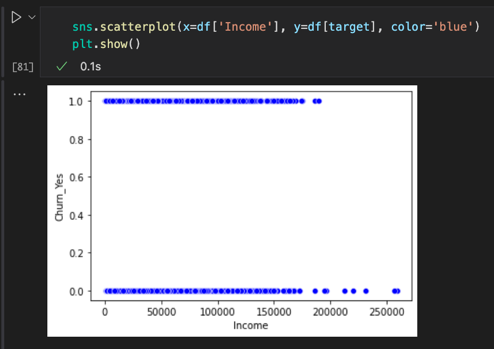 sns.scatterplot(x=df['Income'], y=df[target], color='blue')
plt.show()
[81]
0.1s
...
1.0
0.8
0.6
0.4
0.2
0.0
Churn_Yes
0 50000 100000 150000 200000 250000
Income